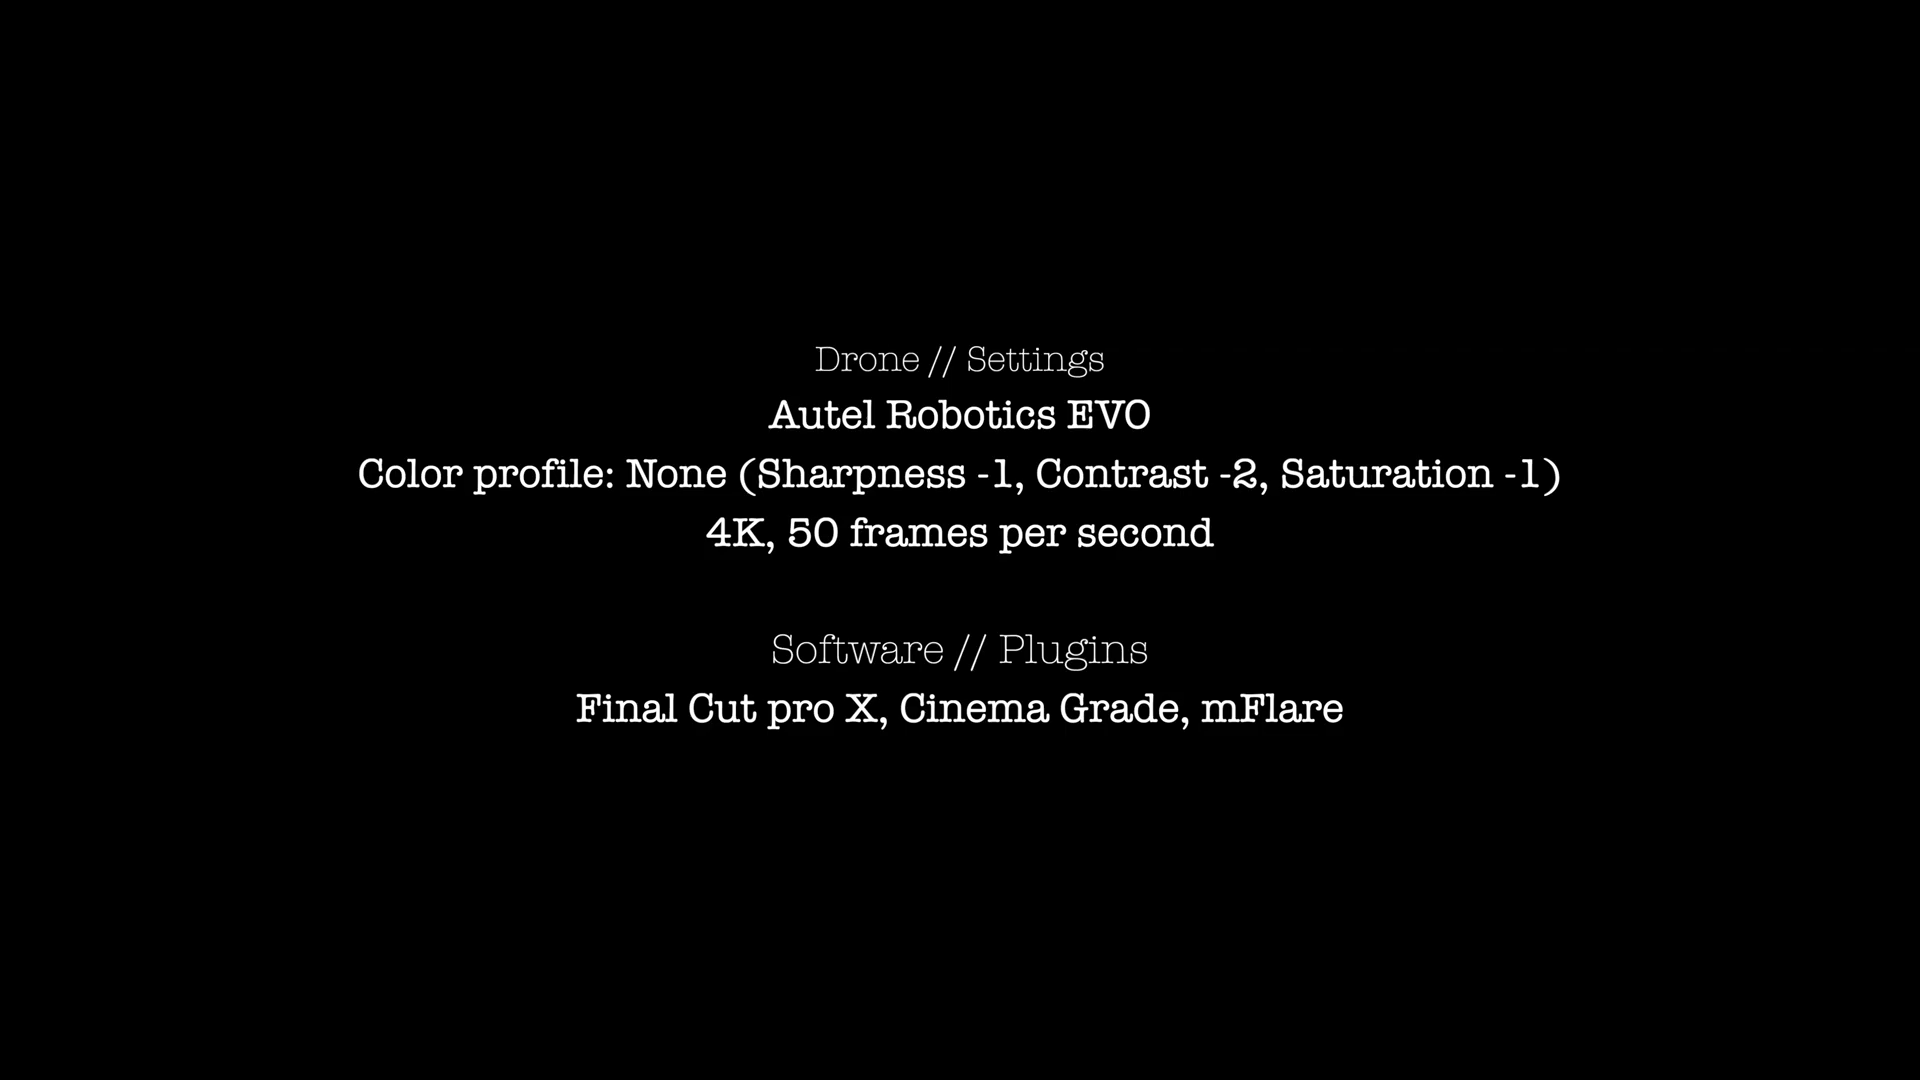 Drone // Settings
Autel Robotics EVO
Color profile: None (Sharpness -1, Contrast -2, Saturation -1)
4K, 50 frames per second
Software // Plugins
Final Cut pro X, Cinema Grade, mFlare